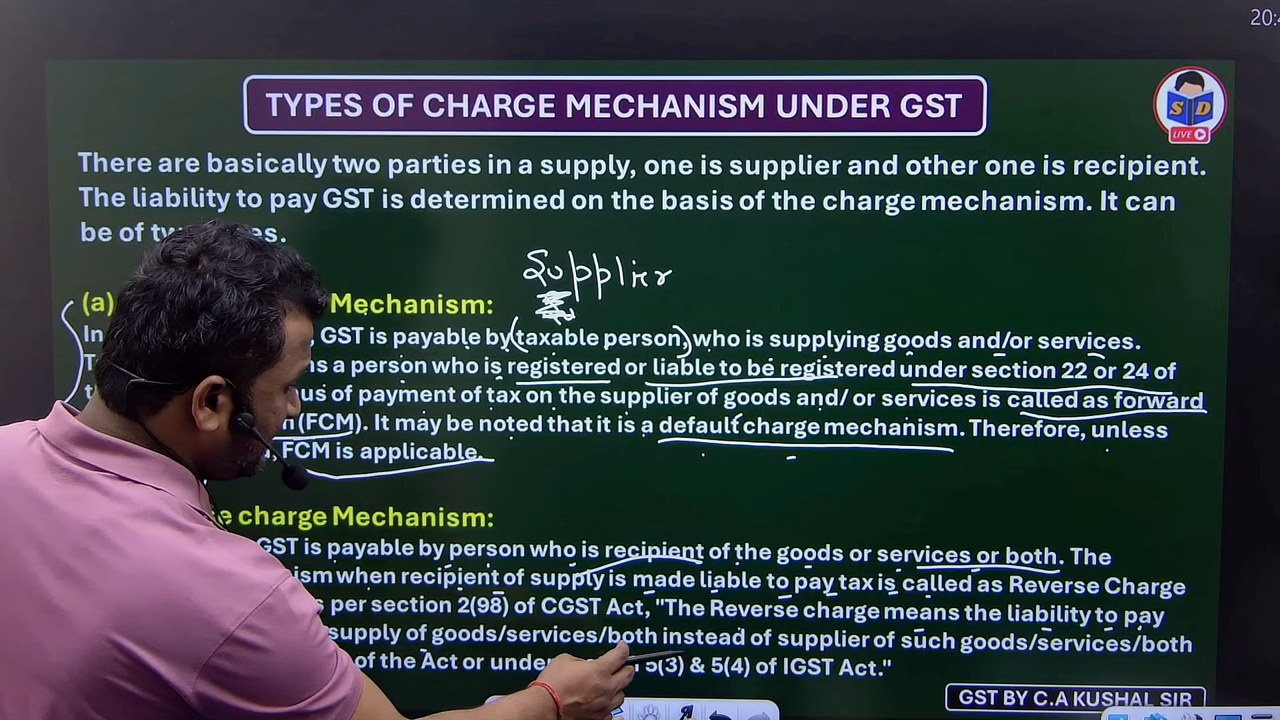 20:
TYPES OF CHARGE MECHANISM UNDER GST
S D
LIVE
There are basically two parties in a supply, one is supplier and other one is recipient.
The liability to pay GST is determined on the basis of the charge mechanism. It can
be of
Supplier
(a) Mechanism:
In GST is payable by (taxable person) who is supplying goods and/or services.
a person who is registered or liable to be registered under section 22 or 24 of
of payment of tax on the supplier of goods and/ or services is called as forward
(FCM). It may be noted that it is a default charge mechanism. Therefore, unless
FCM is applicable.
charge Mechanism:
GST is payable by person who is recipient of the goods or services or both. The
when recipient of supply is made liable to pay tax is called as Reverse Charge
per section 2(98) of CGST Act, "The Reverse charge means the liability to pay
supply of goods/services/both instead of supplier of such goods/services/both
of the Act or 5(3) & 5(4) of IGST Act."
GST BY C.A KUSHAL SIR